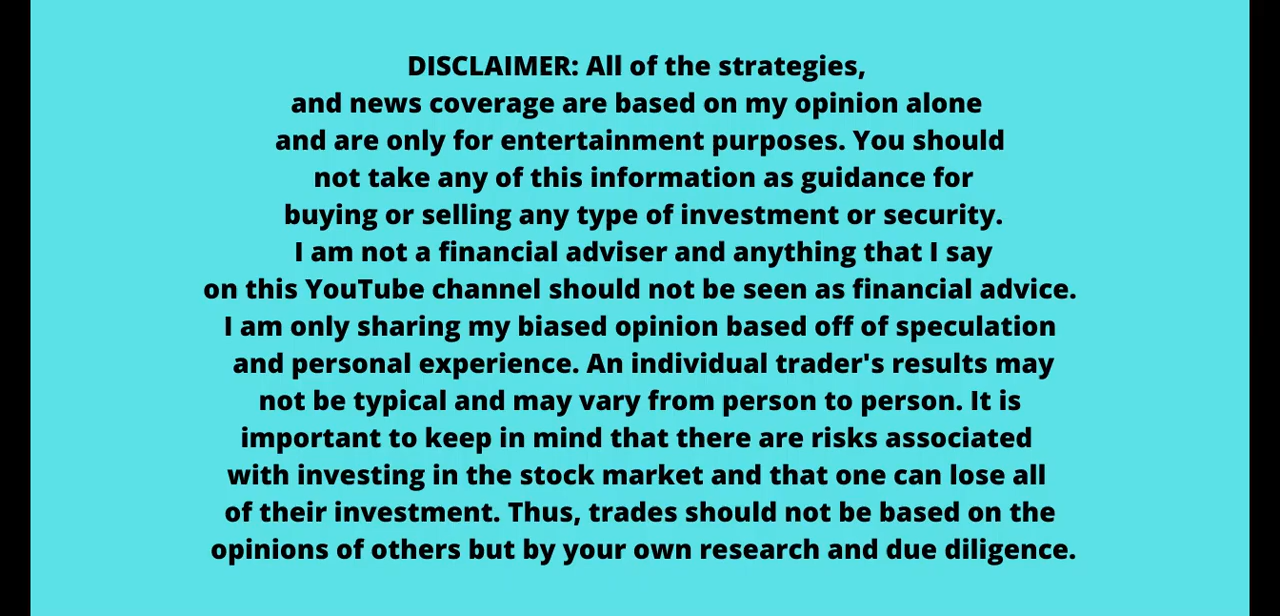 DISCLAIMER: All of the strategies,
and news coverage are based on my opinion alone
and are only for entertainment purposes. You should
not take any of this information as guidance for
buying or selling any type of investment or security.
I am not a financial adviser and anything that I say
on this YouTube channel should not be seen as financial advice.
I am only sharing my biased opinion based off of speculation
and personal experience. An individual trader's results may
not be typical and may vary from person to person. It is
important to keep in mind that there are risks associated
with investing in the stock market and that one can lose all
of their investment. Thus, trades should not be based on the
opinions of others but by your own research and due diligence.